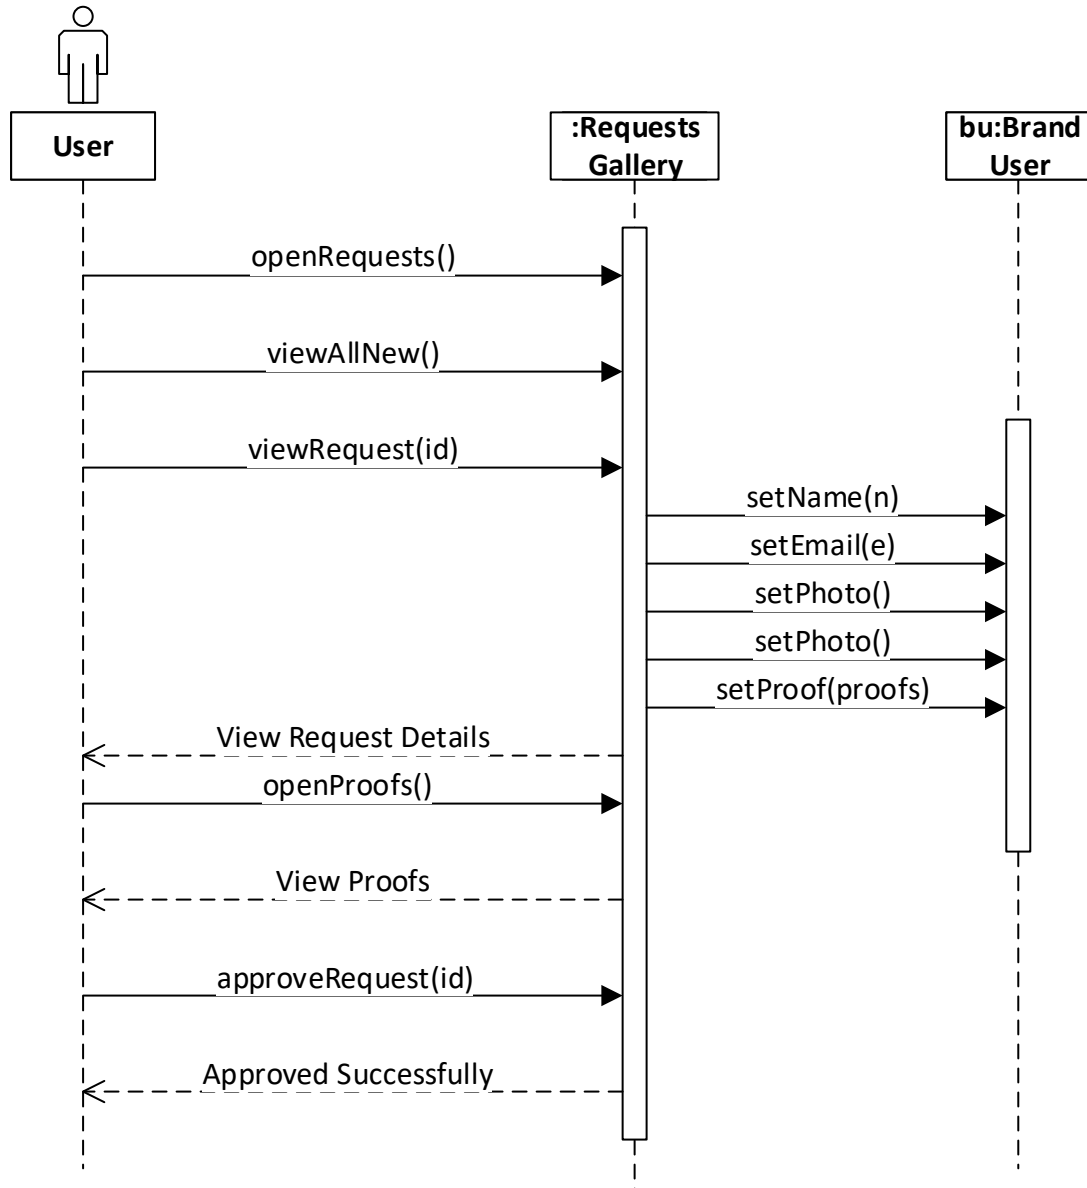 User
:Requests
Gallery
bu:Brand
User
openRequests()
viewAllNew()
viewRequest(id)
setName(n)
setEmail(e)
setPhoto()
setPhoto()
setProof(proofs)
View Request Details
openProofs()
View Proofs
approveRequest(id)
Approved Successfully